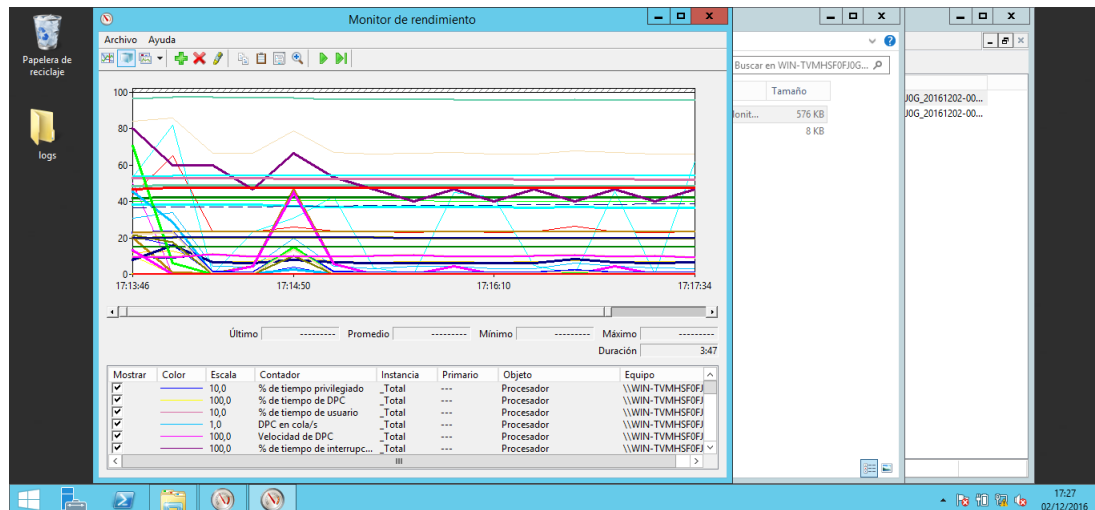 Papelera de
reciclaje
logs
Monitor de rendimiento
Archivo Ayuda
100
80
60
40
20
0
17:13:46 17:14:50 17:16:10 17:17:34
Último --------- Promedio --------- Mínimo --------- Máximo ---------
Duración 3:47
Mostrar Color Escala Contador Instancia Primario Objeto Equipo
10,0 % de tiempo privilegiado _Total --- Procesador \\WIN-TVMHSF0FJ
100,0 % de tiempo de DPC _Total --- Procesador \\WIN-TVMHSF0FJ
10,0 % de tiempo de usuario _Total --- Procesador \\WIN-TVMHSF0FJ
1,0 DPC en cola/s _Total --- Procesador \\WIN-TVMHSF0FJ
100,0 Velocidad de DPC _Total --- Procesador \\WIN-TVMHSF0FJ
100,0 % de tiempo de interrupc... _Total --- Procesador \\WIN-TVMHSF0FJ
Buscar en WIN-TVMHSF0FJ0G...
Tamaño
lonit... 576 KB
8 KB
J0G_20161202-00...
J0G_20161202-00...
17:27
02/12/2016